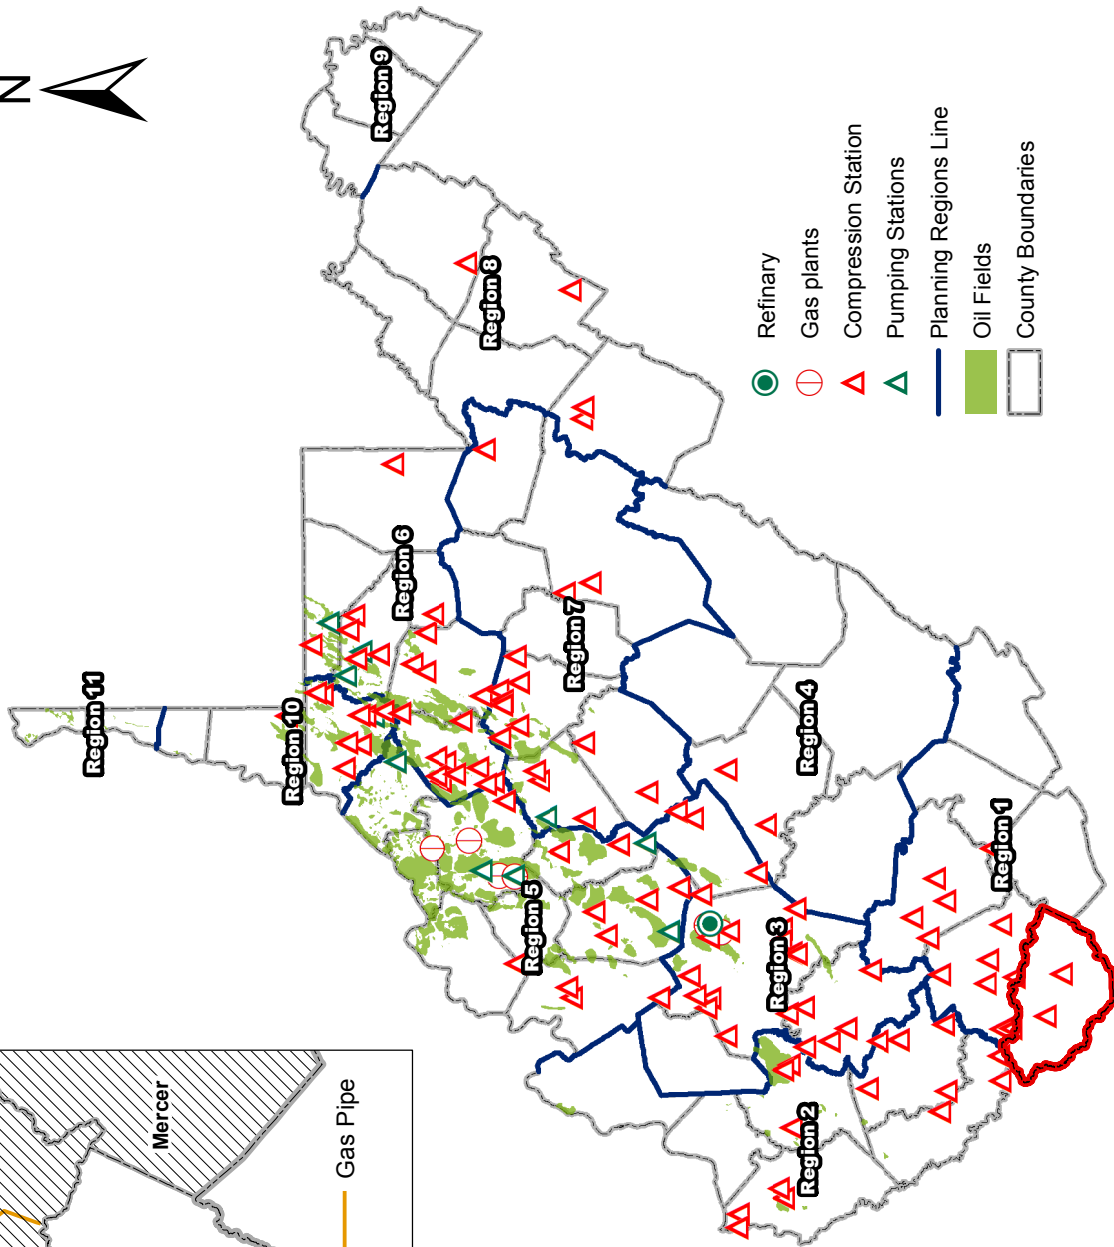 N
Region 9
Region 8
Region 11
Region 10
Region 6
Region 7
Region 5
Region 4
Region 3
Region 1
Region 2
Refinary
Gas plants
Compression Station
Pumping Stations
Planning Regions Line
Oil Fields
County Boundaries
Mercer
Gas Pipe